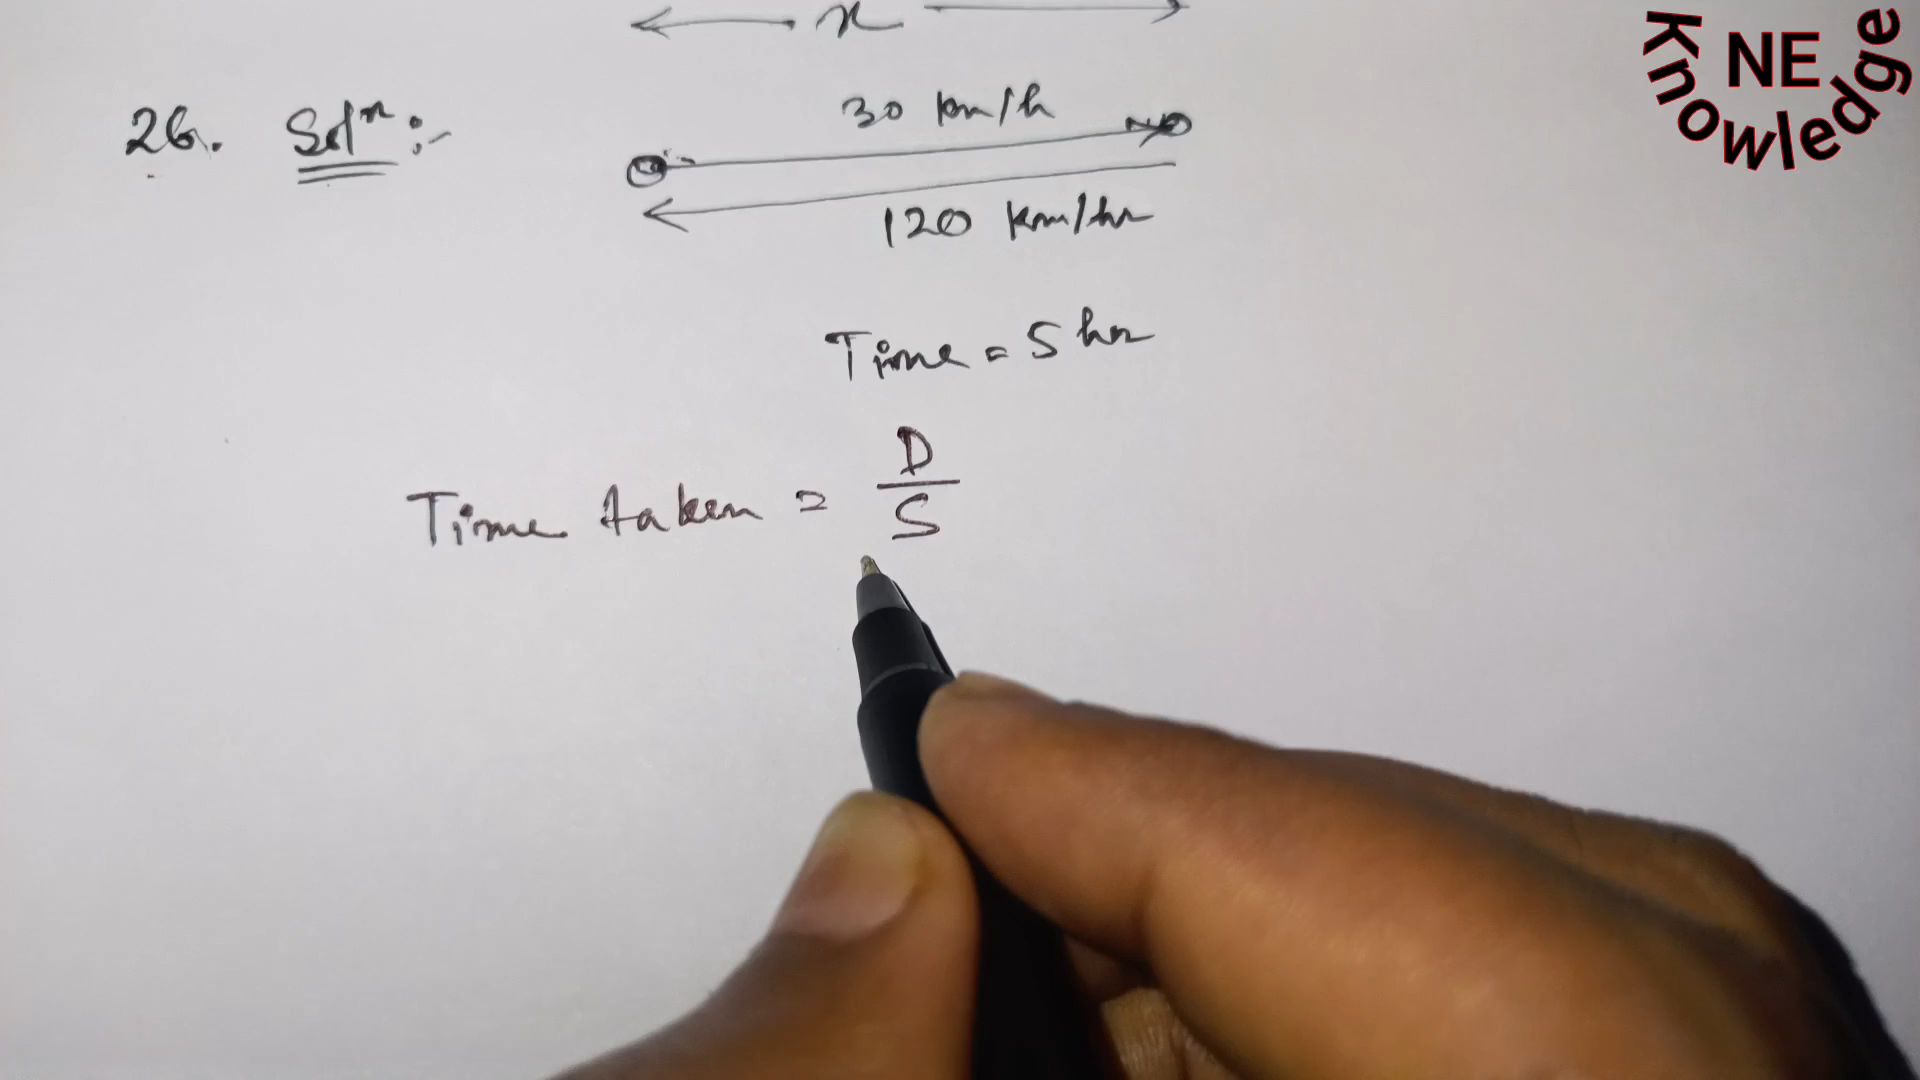 x
30 km/h
26. Solⁿ :-
120 km/hr
Time = 5 hr
Time taken = D/S
NE Knowledge